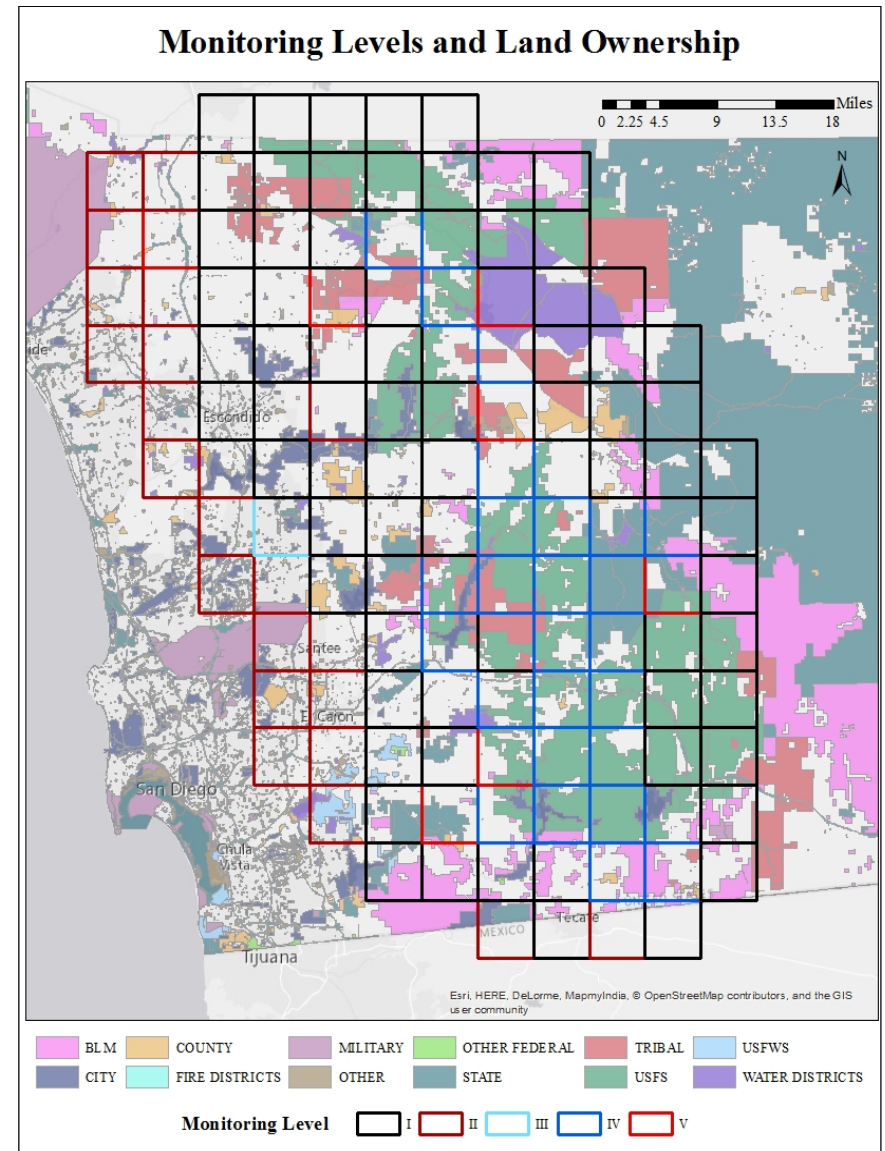 Monitoring Levels and Land Ownership
Miles
0 2.25 4.5 9 13.5 18
N
ide
Escondido
Santee
El Cajon
San Diego
Chula
Vista
Tecate
MEXICO
Tijuana
Esri, HERE, DeLorme, MapmyIndia, © OpenStreetMap contributors, and the GIS
user community
BLM COUNTY MILITARY OTHER FEDERAL TRIBAL USFWS
CITY FIRE DISTRICTS OTHER STATE USFS WATER DISTRICTS
Monitoring Level I II III IV V